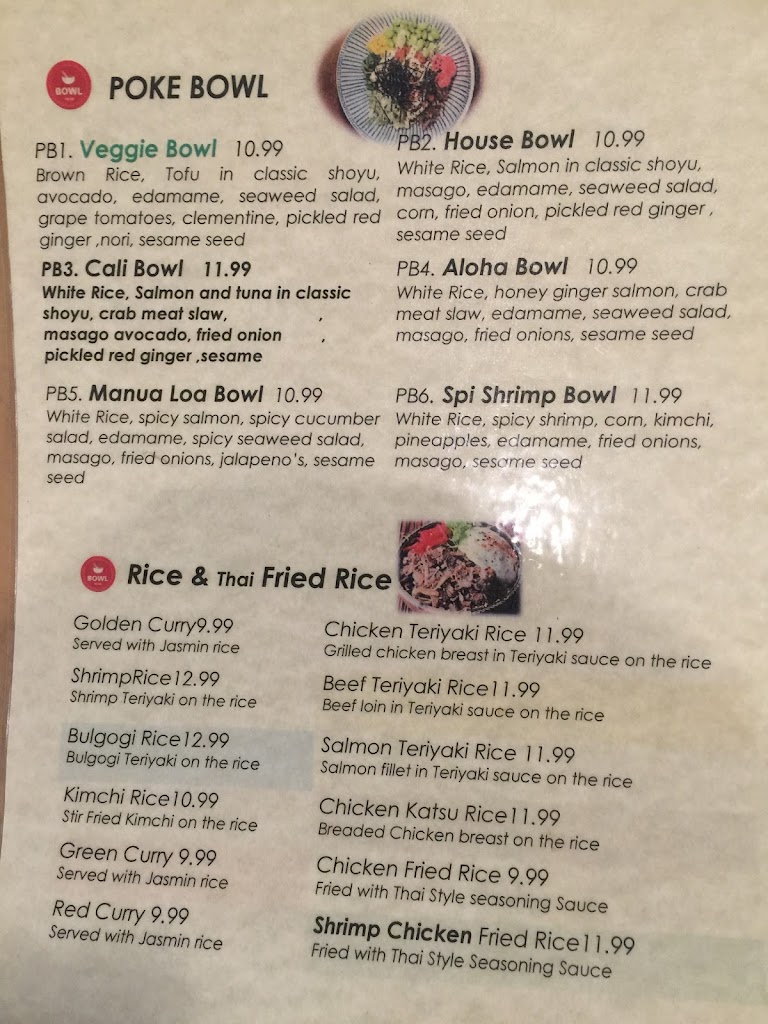 BOWL
POKE BOWL
PB1. Veggie Bowl 10.99
Brown Rice, Tofu in classic shoyu,
avocado, edamame, seaweed salad,
grape tomatoes, clementine, pickled red
ginger ,nori, sesame seed
PB2. House Bowl 10.99
White Rice, Salmon in classic shoyu,
masago, edamame, seaweed salad,
corn, fried onion, pickled red ginger ,
sesame seed
PB3. Cali Bowl 11.99
White Rice, Salmon and tuna in classic
shoyu, crab meat slaw, ,
masago avocado, fried onion ,
pickled red ginger ,sesame
PB4. Aloha Bowl 10.99
White Rice, honey ginger salmon, crab
meat slaw, edamame, seaweed salad,
masago, fried onions, sesame seed
PB5. Manua Loa Bowl 10.99
White Rice, spicy salmon, spicy cucumber
salad, edamame, spicy seaweed salad,
masago, fried onions, jalapeno's, sesame
seed
PB6. Spi Shrimp Bowl 11.99
White Rice, spicy shrimp, corn, kimchi,
pineapples, edamame, fried onions,
masago, sesame seed
BOWL
Rice & Thai Fried Rice
Golden Curry9.99
Served with Jasmin rice
ShrimpRice12.99
Shrimp Teriyaki on the rice
Bulgogi Rice12.99
Bulgogi Teriyaki on the rice
Kimchi Rice10.99
Stir Fried Kimchi on the rice
Green Curry 9.99
Served with Jasmin rice
Red Curry 9.99
Served with Jasmin rice
Chicken Teriyaki Rice 11.99
Grilled chicken breast in Teriyaki sauce on the rice
Beef Teriyaki Rice11.99
Beef loin in Teriyaki sauce on the rice
Salmon Teriyaki Rice 11.99
Salmon fillet in Teriyaki sauce on the rice
Chicken Katsu Rice11.99
Breaded Chicken breast on the rice
Chicken Fried Rice 9.99
Fried with Thai Style seasoning Sauce
Shrimp Chicken Fried Rice11.99
Fried with Thai Style Seasoning Sauce